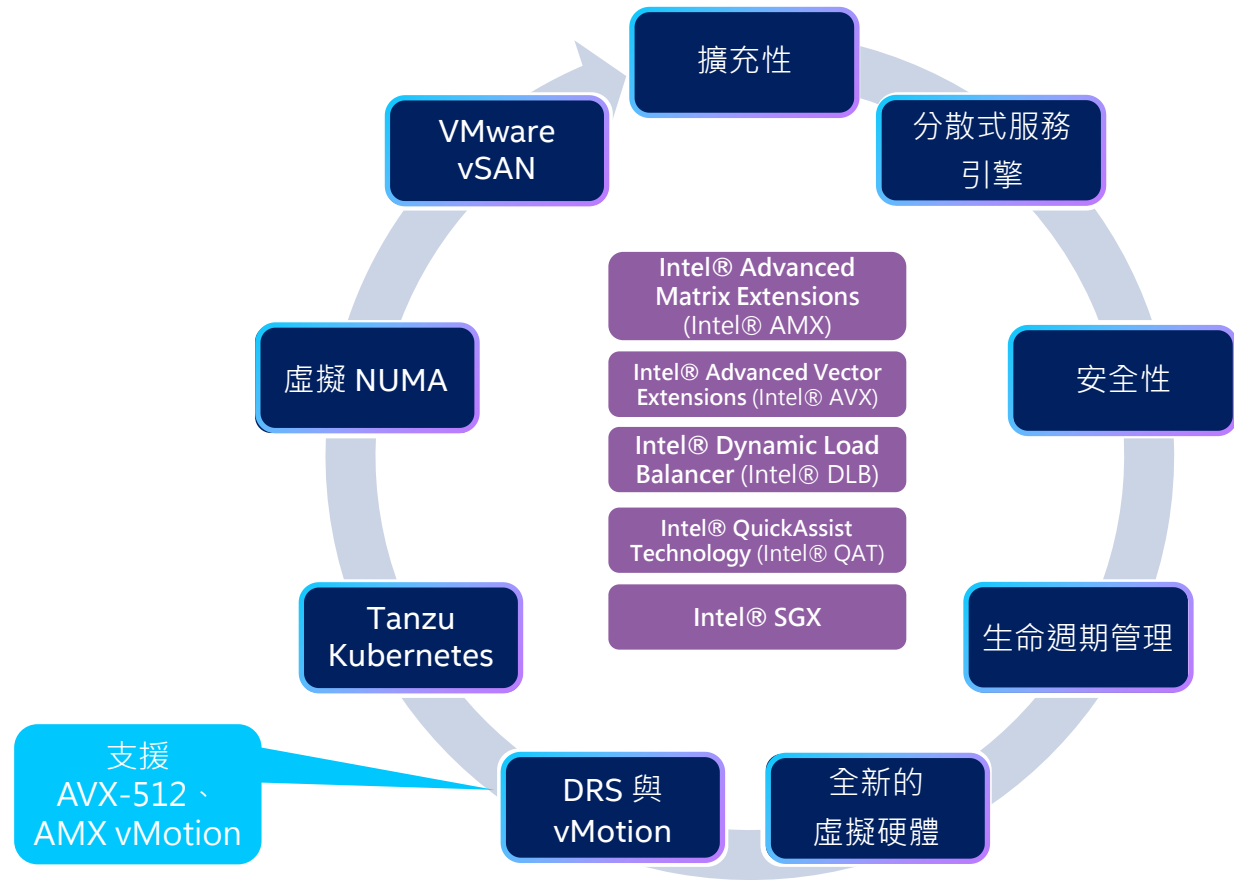 擴充性
分散式服務
引擎
安全性
生命週期管理
全新的
虛擬硬體
DRS 與
vMotion
支援
AVX-512、
AMX vMotion
Tanzu
Kubernetes
虛擬 NUMA
VMware
vSAN
Intel® Advanced
Matrix Extensions
(Intel® AMX)
Intel® Advanced Vector
Extensions (Intel® AVX)
Intel® Dynamic Load
Balancer (Intel® DLB)
Intel® QuickAssist
Technology (Intel® QAT)
Intel® SGX